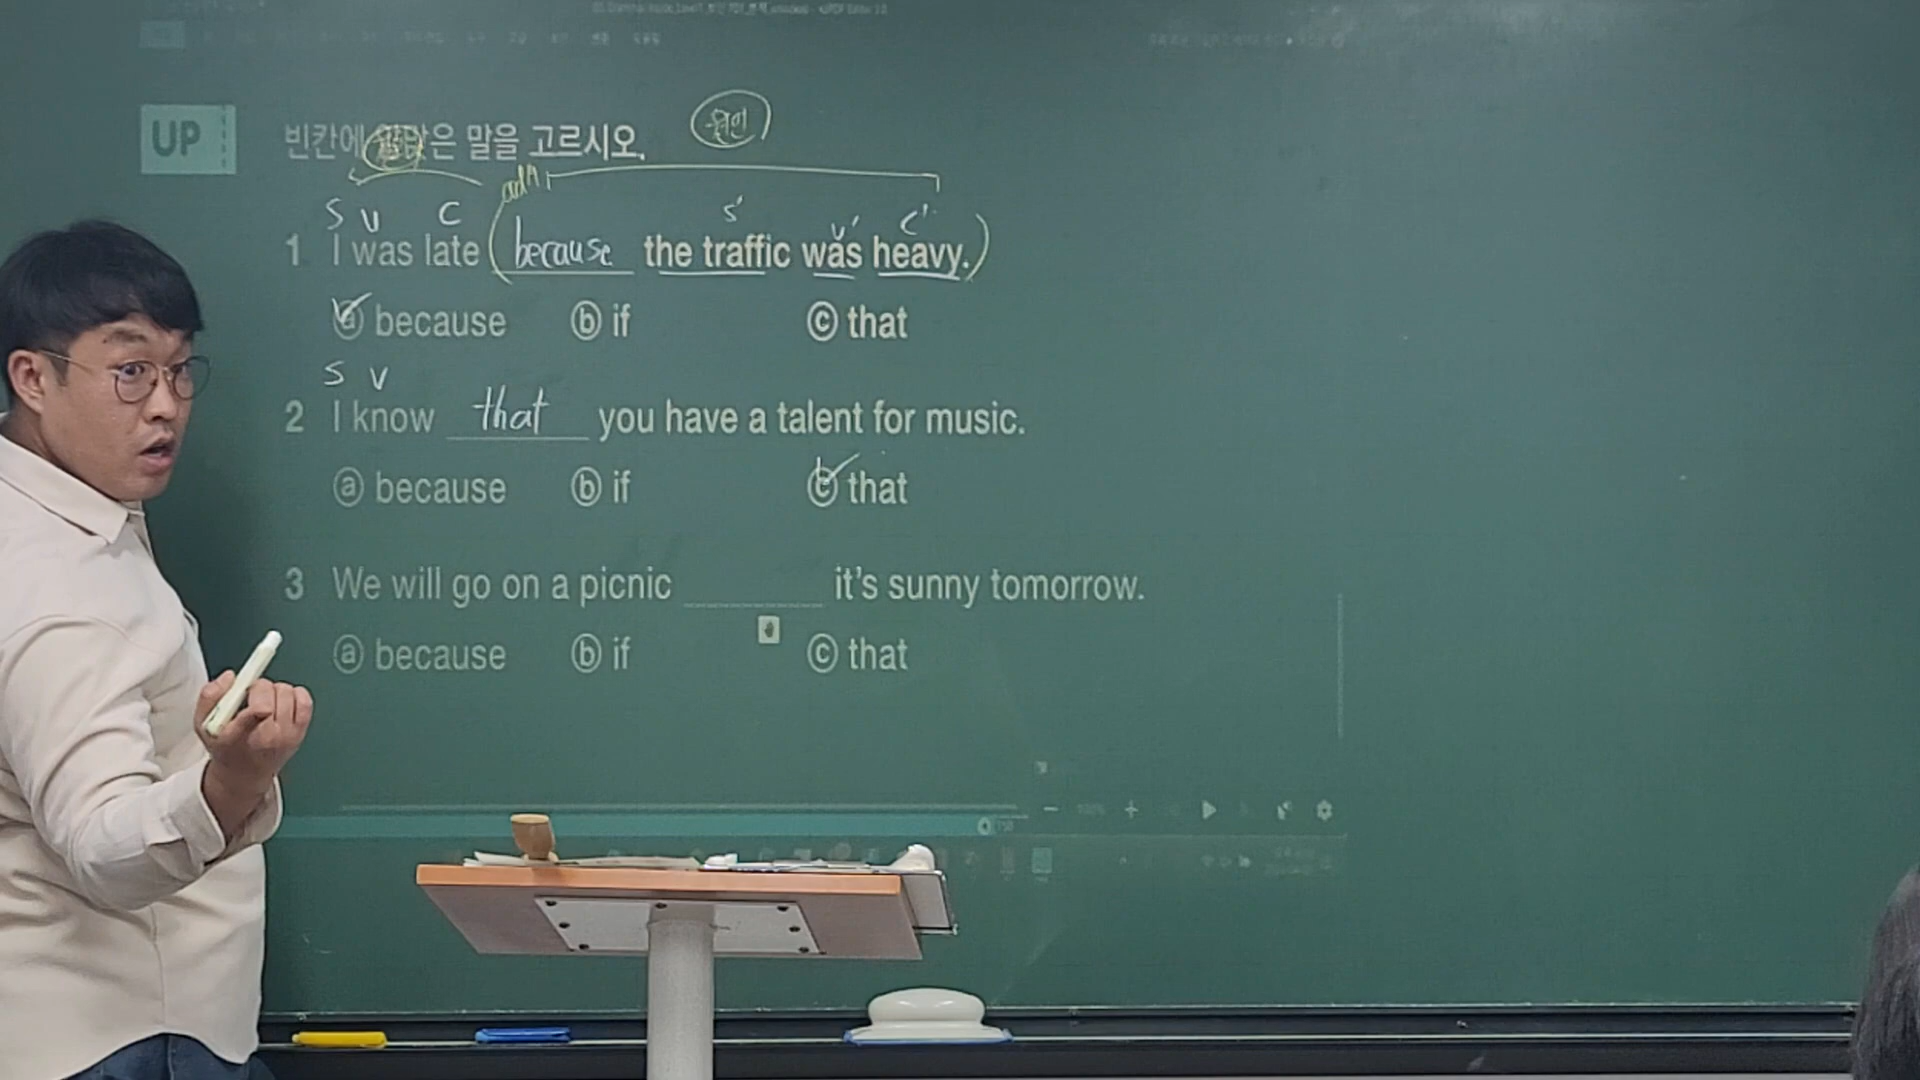 UP
빈칸에 알맞은 말을 고르시오.
원인
adv
S V C S' V' C'
1 I was late (because the traffic was heavy.)
ⓐ because ⓑ if ⓒ that
S V
2 I know that you have a talent for music.
ⓐ because ⓑ if ⓒ that
3 We will go on a picnic ______ it's sunny tomorrow.
ⓐ because ⓑ if ⓒ that